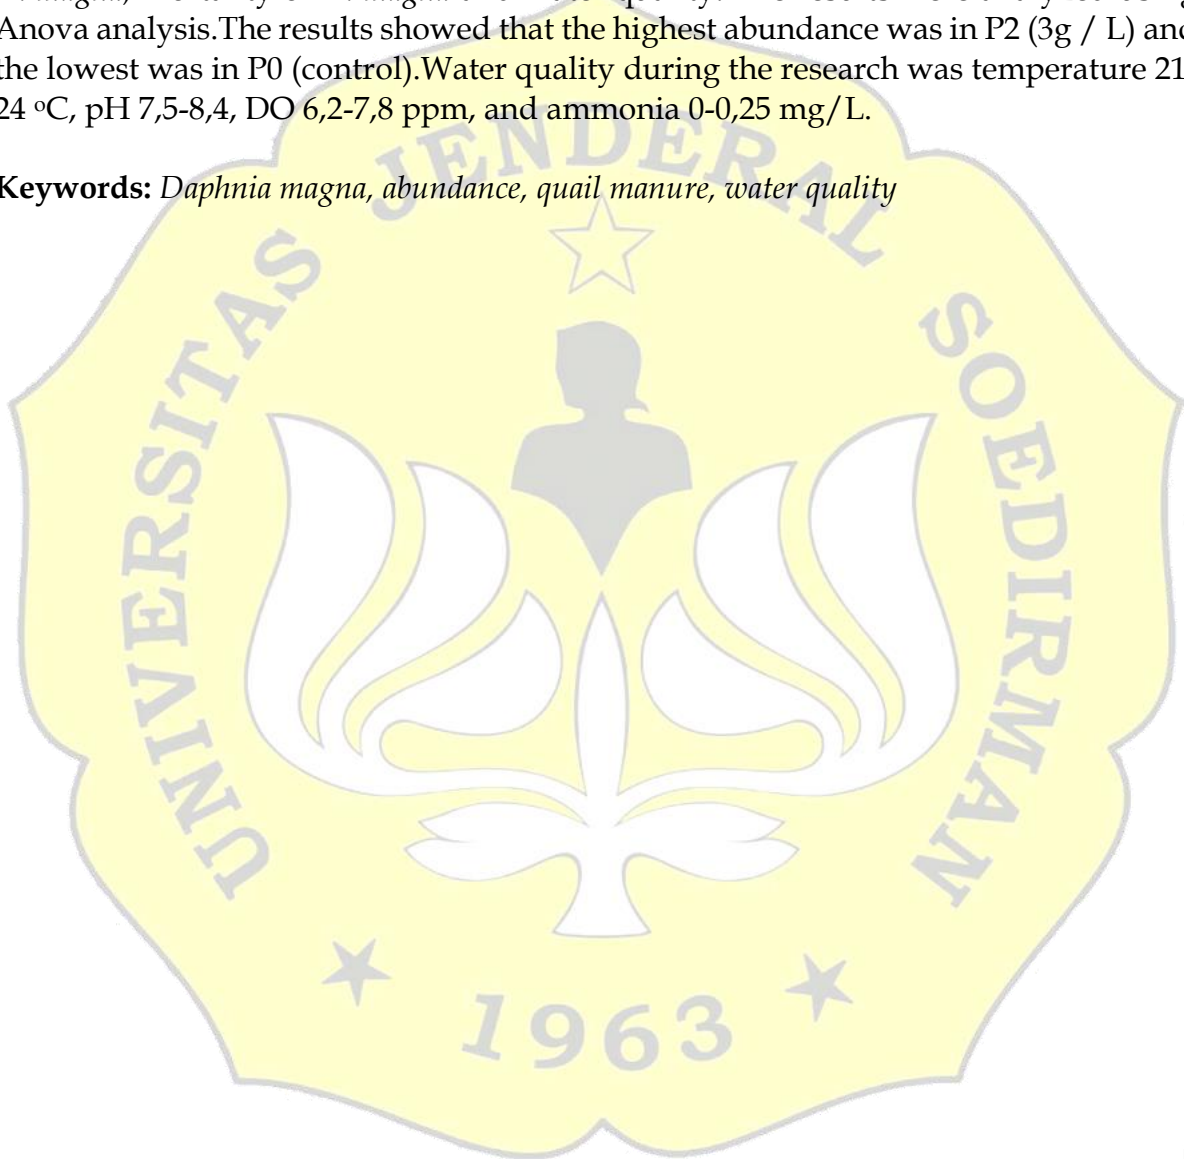 Anova analysis.The results showed that the highest abundance was in P2 (3g / L) and
the lowest was in P0 (control).Water quality during the research was temperature 21
24 ºC, pH 7,5-8,4, DO 6,2-7,8 ppm, and ammonia 0-0,25 mg/L.
Keywords: Daphnia magna, abundance, quail manure, water quality
UNIVERSITAS JENDERAL SOEDIRMAN
1963